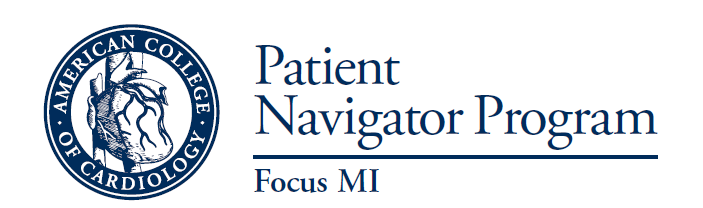 AMERICAN COLLEGE
OF CARDIOLOGY
Patient
Navigator Program
Focus MI